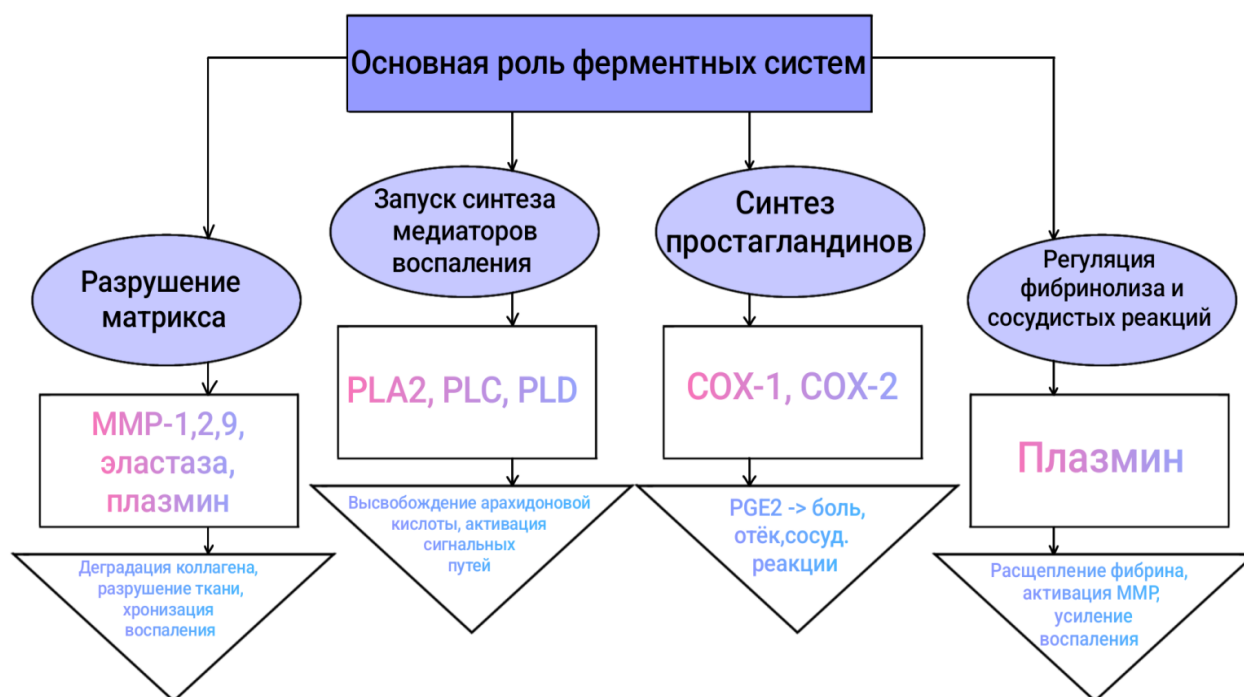 Основная роль ферментных систем
Разрушение
матрикса
MMP-1,2,9,
эластаза,
плазмин
Деградация коллагена,
разрушение ткани,
хронизация
воспаления
Запуск синтеза
медиаторов
воспаления
PLA2, PLC, PLD
Высвобождение арахидоновой
кислоты, активация
сигнальных
путей
Синтез
простагландинов
COX-1, COX-2
PGE2 -> боль,
отёк,сосуд.
реакции
Регуляция
фибринолиза и
сосудистых реакций
Плазмин
Расщепление фибрина,
активация ММР,
усиление
воспаления